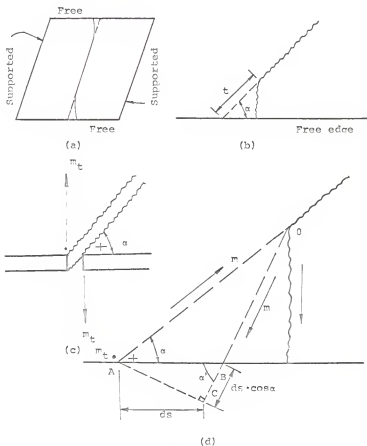 Free
Supported
Supported
Free
(a)
t
α
Free edge
(b)
m_t
α
m_t
(c)
O
m
m
m_t
A
α
α
B
C
ds·cosα
ds
(d)